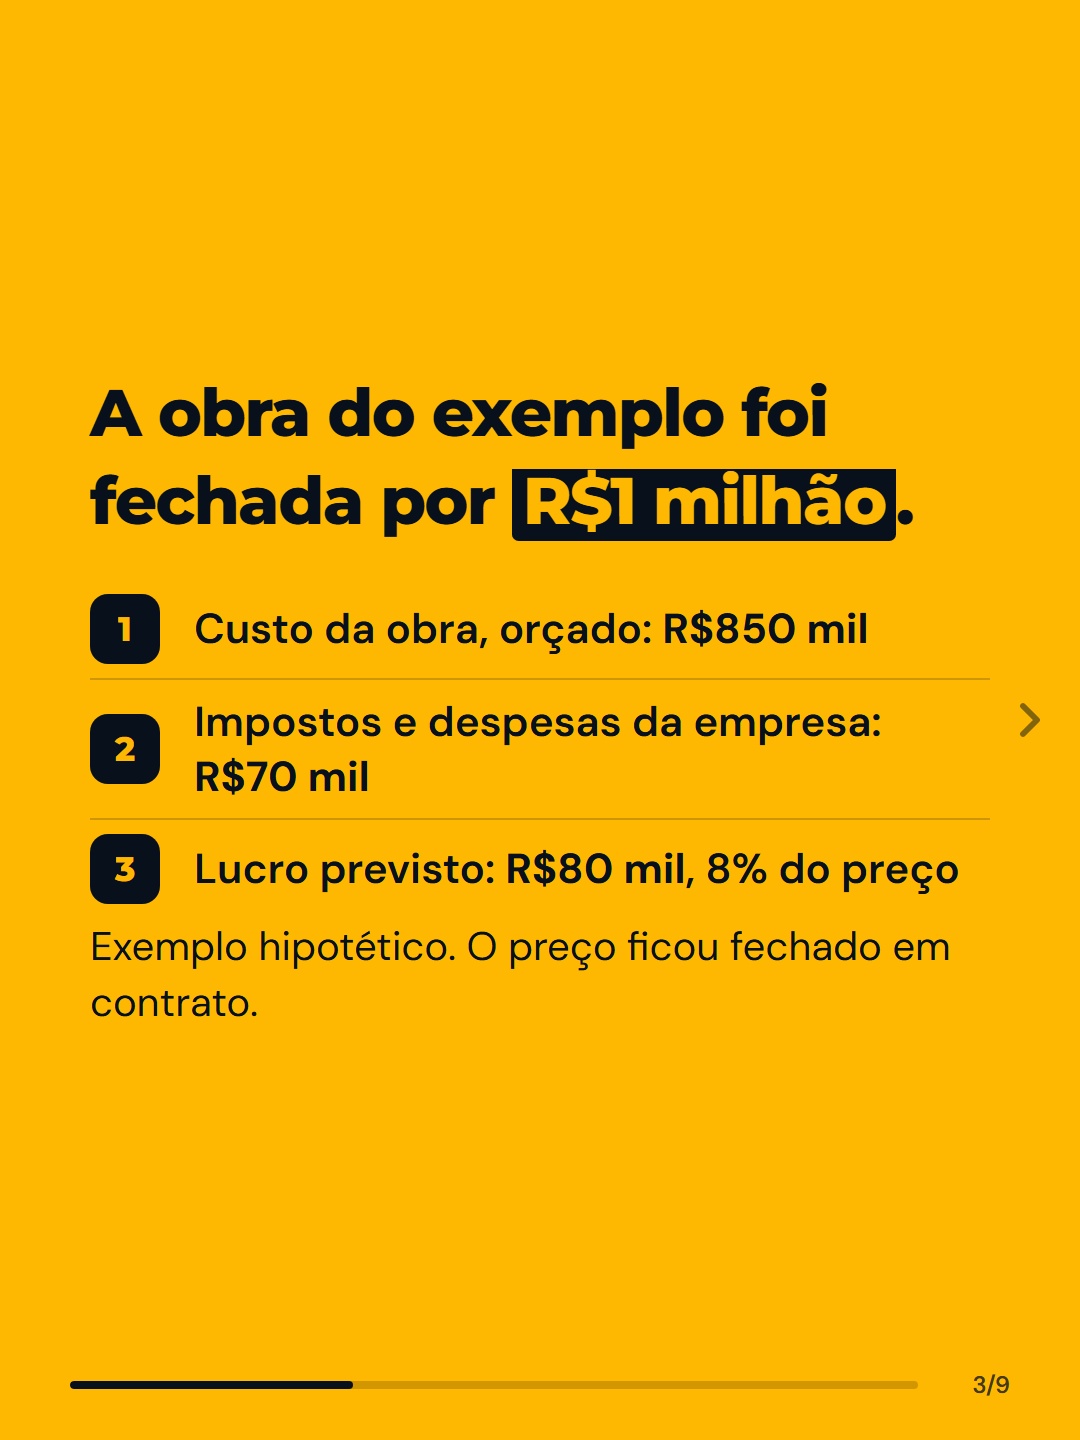 A obra do exemplo foi
fechada por R$1 milhão.
1 Custo da obra, orçado: R$850 mil
2 Impostos e despesas da empresa:
R$70 mil
3 Lucro previsto: R$80 mil, 8% do preço
Exemplo hipotético. O preço ficou fechado em
contrato.
3/9